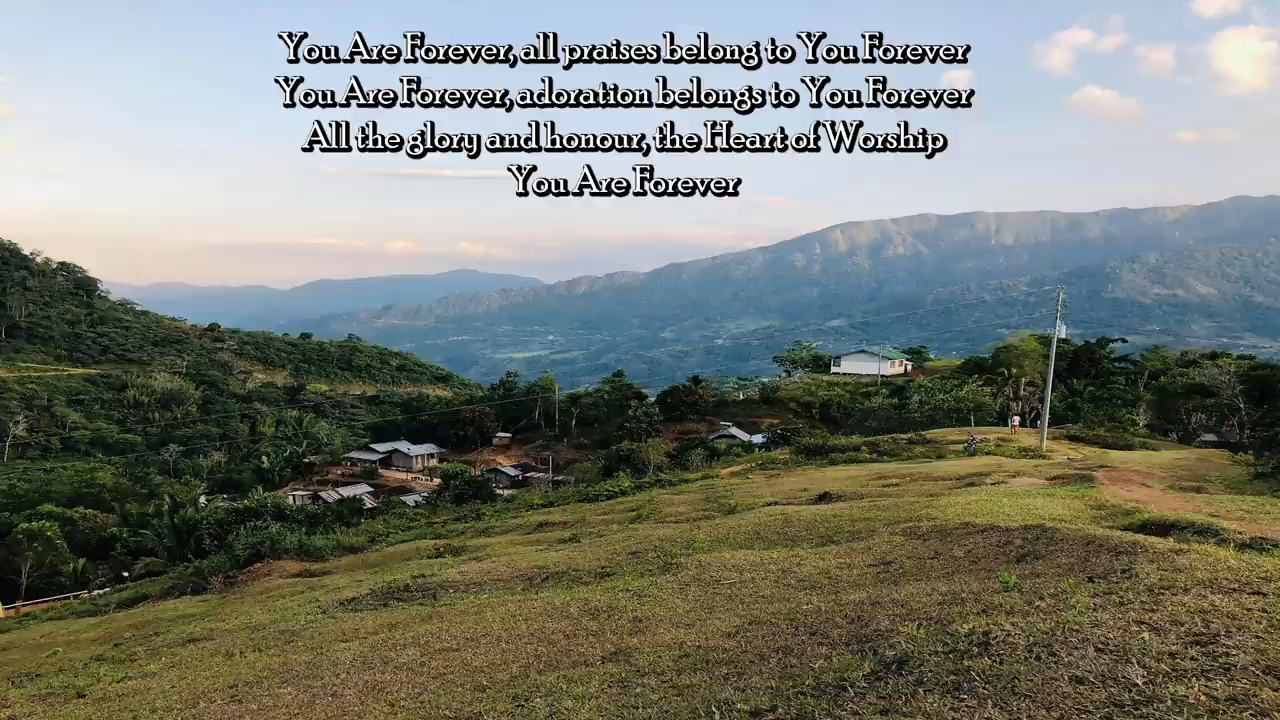 You Are Forever, all praises belong to You Forever
You Are Forever, adoration belongs to You Forever
All the glory and honour, the Heart of Worship
You Are Forever